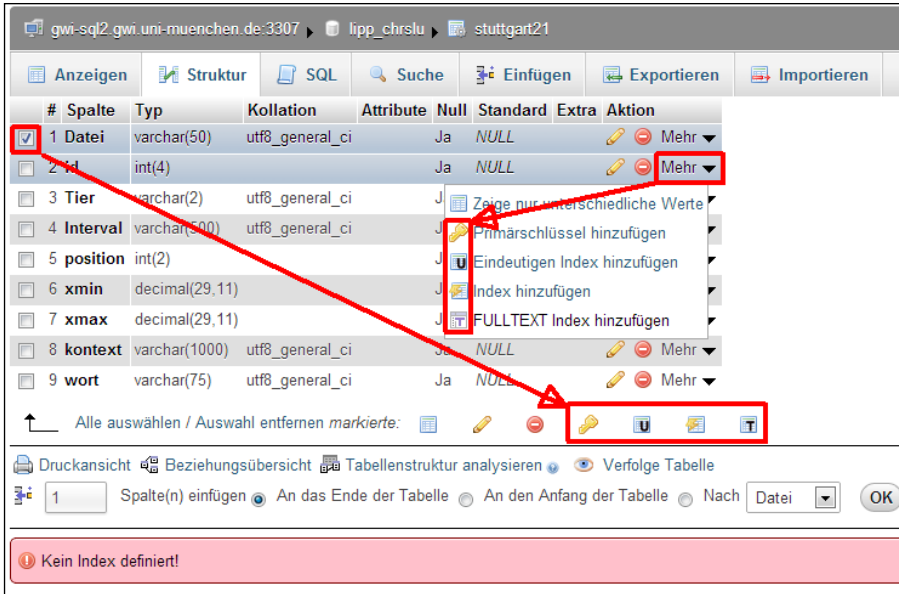 gwi-sql2.gwi.uni-muenchen.de:3307 lipp_chrslu stuttgart21
Anzeigen Struktur SQL Suche Einfügen Exportieren Importieren
# Spalte Typ Kollation Attribute Null Standard Extra Aktion
1 Datei varchar(50) utf8_general_ci Ja NULL Mehr
2 id int(4) Ja NULL Mehr
3 Tier varchar(2) utf8_general_ci J
Zeige nur unterschiedliche Werte
4 Interval varchar(500) utf8_general_ci J
Primärschlüssel hinzufügen
5 position int(2) J
U Eindeutigen Index hinzufügen
6 xmin decimal(29,11) J
Index hinzufügen
7 xmax decimal(29,11) J
T FULLTEXT Index hinzufügen
8 kontext varchar(1000) utf8_general_ci Ja NULL Mehr
9 wort varchar(75) utf8_general_ci Ja NULL Mehr
Alle auswählen / Auswahl entfernen markierte: U T
Druckansicht Beziehungsübersicht Tabellenstruktur analysieren Verfolge Tabelle
1 Spalte(n) einfügen An das Ende der Tabelle An den Anfang der Tabelle Nach Datei OK
Kein Index definiert!